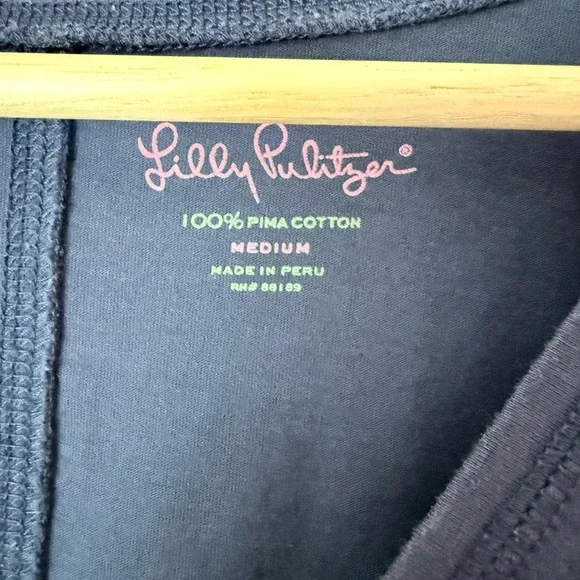 Lilly Pulitzer®
100% PIMA COTTON
MEDIUM
MADE IN PERU
RN# 88189